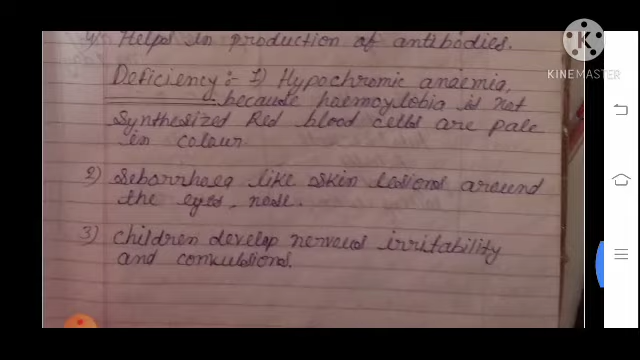 4) Helps in production of antibodies.
Deficiency :- 1) Hypochromic anaemia,
because haemoglobia is not
Synthesized Red blood cells are pale
in colour.
2) Seborrhoea like skin lesions around
the eyes, nose.
3) children develop nervous irritability
and convulsions.
KINEMASTER